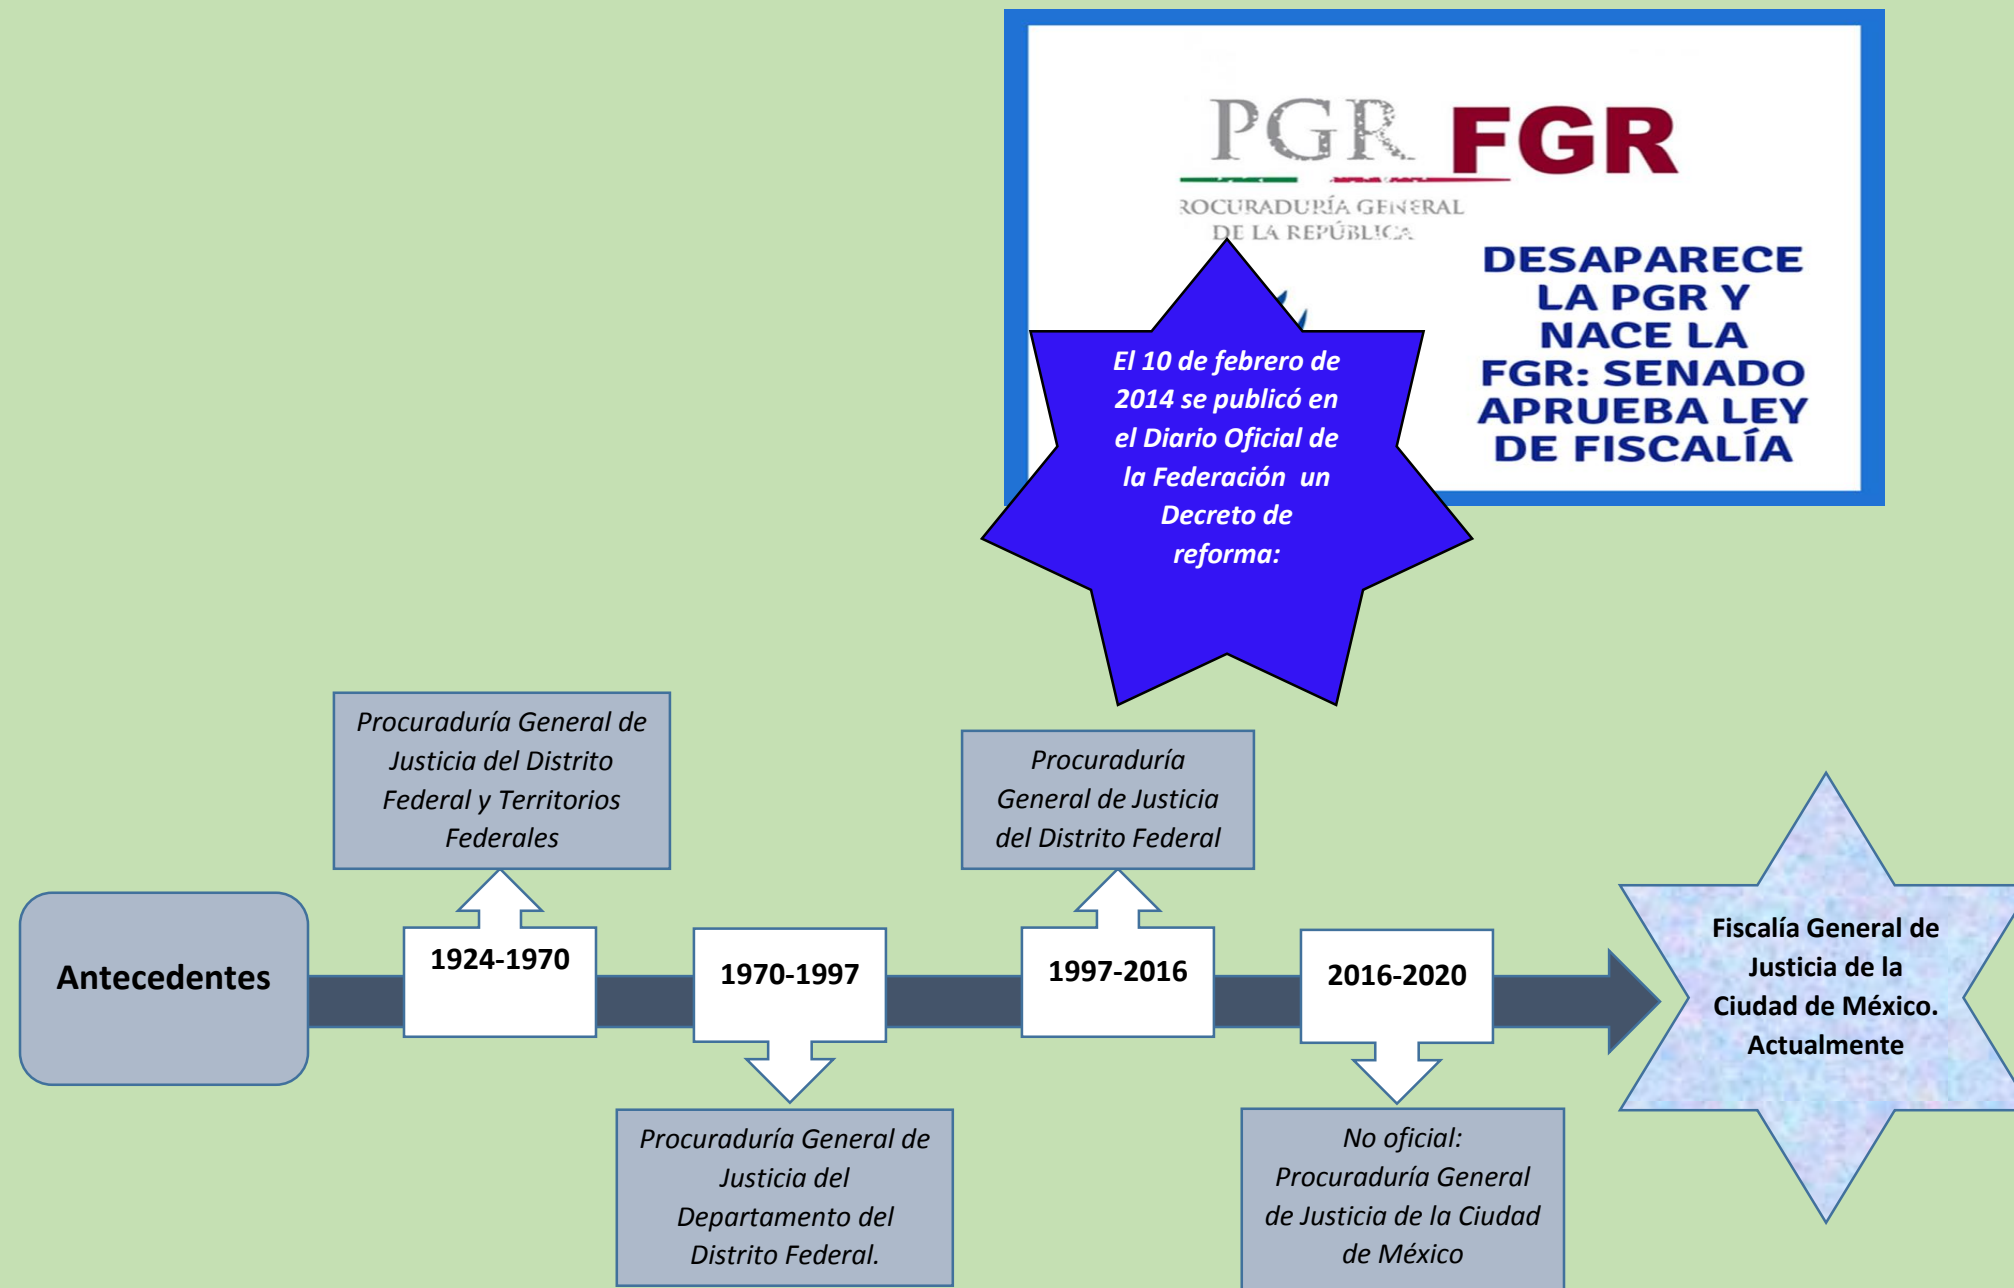 PGR FGR
ROCURADURÍA GENERAL
DE LA REPÚBLICA
DESAPARECE
LA PGR Y
NACE LA
FGR: SENADO
APRUEBA LEY
DE FISCALÍA
El 10 de febrero de
2014 se publicó en
el Diario Oficial de
la Federación un
Decreto de
reforma:
Procuraduría General de
Justicia del Distrito
Federal y Territorios
Federales
Procuraduría
General de Justicia
del Distrito Federal
Antecedentes
1924-1970
1970-1997
1997-2016
2016-2020
Fiscalía General de
Justicia de la
Ciudad de México.
Actualmente
Procuraduría General de
Justicia del
Departamento del
Distrito Federal.
No oficial:
Procuraduría General
de Justicia de la Ciudad
de México